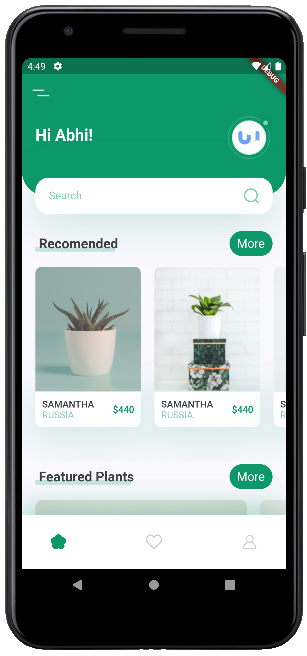 4:49
DEBUG
Hi Abhi!
Search
Recomended
More
SAMANTHA
RUSSIA
$440
SAMANTHA
RUSSIA
$440
Featured Plants
More